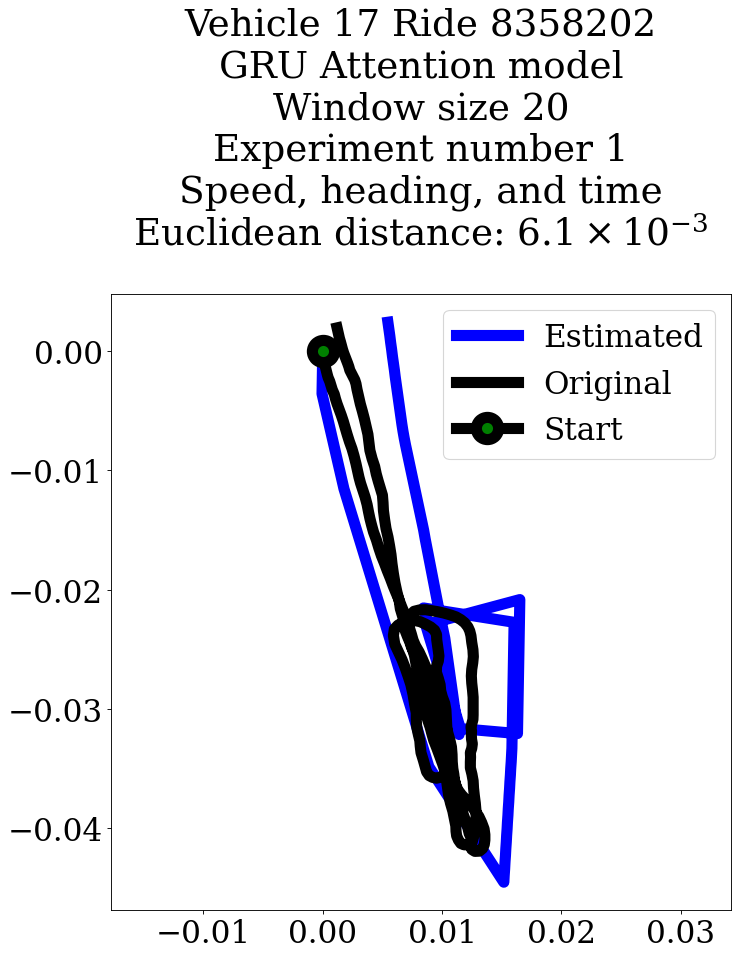 Vehicle 17 Ride 8358202
GRU Attention model
Window size 20
Experiment number 1
Speed, heading, and time
Euclidean distance: 6.1 × 10⁻³
Estimated
Original
Start
0.00
−0.01
−0.02
−0.03
−0.04
−0.01 0.00 0.01 0.02 0.03